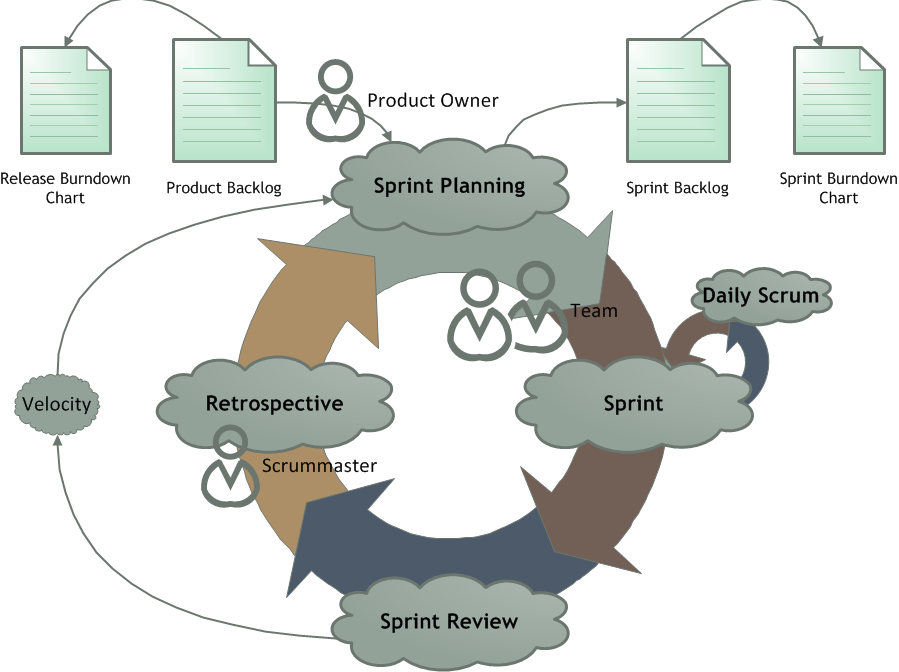 Product Owner
Release Burndown
Chart
Product Backlog
Sprint Planning
Sprint Backlog
Sprint Burndown
Chart
Daily Scrum
Team
Velocity
Retrospective
Sprint
Scrummaster
Sprint Review